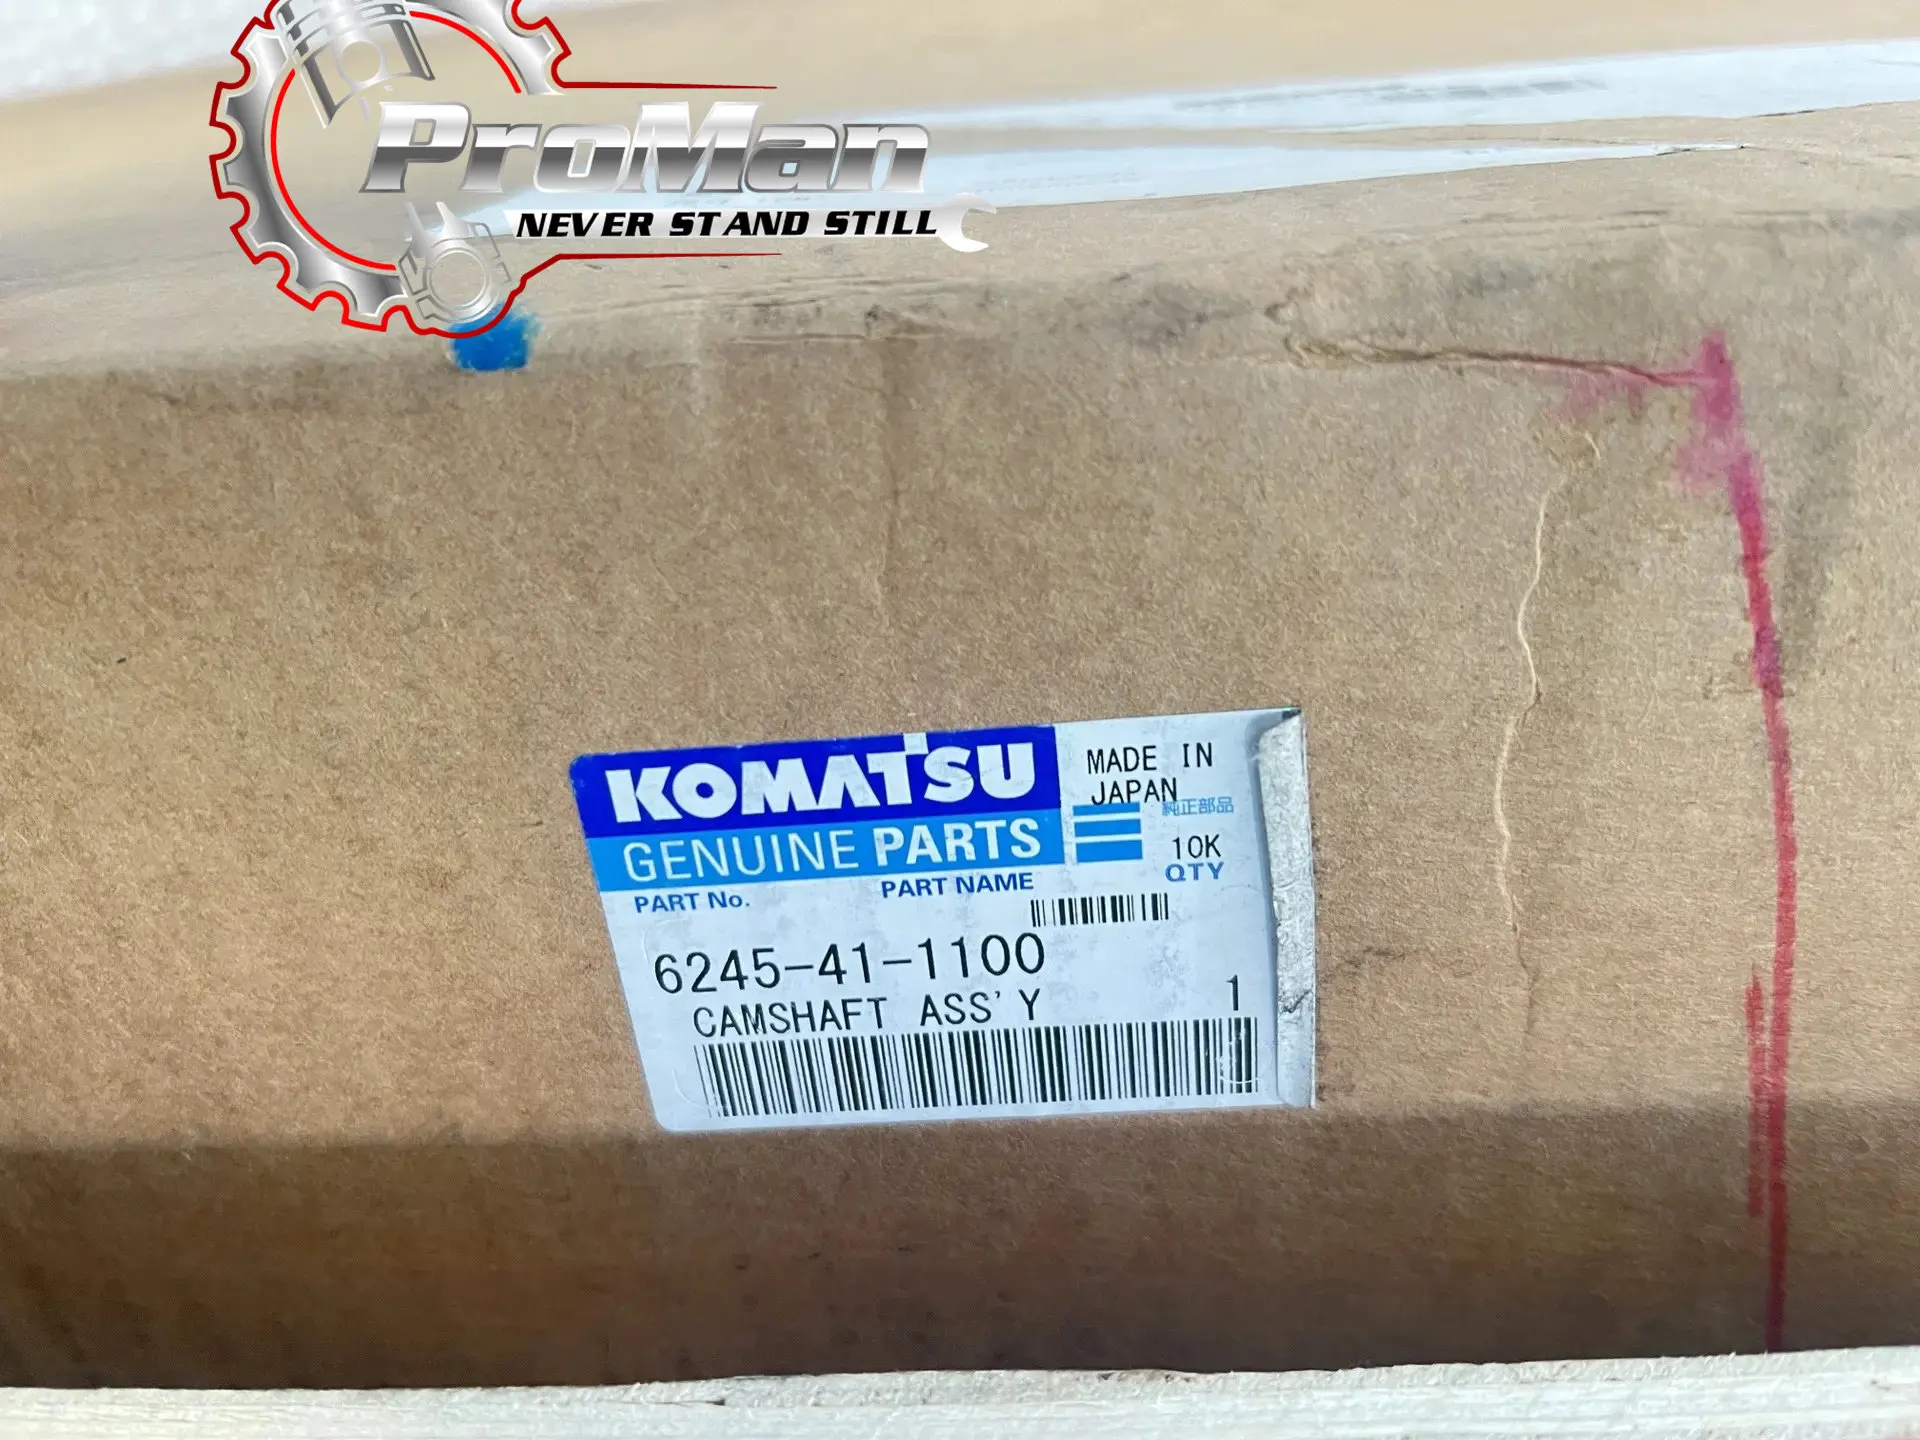 ProMan
NEVER STAND STILL
KOMATSU
GENUINE PARTS
MADE IN
JAPAN
純正部品
10K
QTY
PART No.
PART NAME
6245-41-1100
CAMSHAFT ASS'Y
1